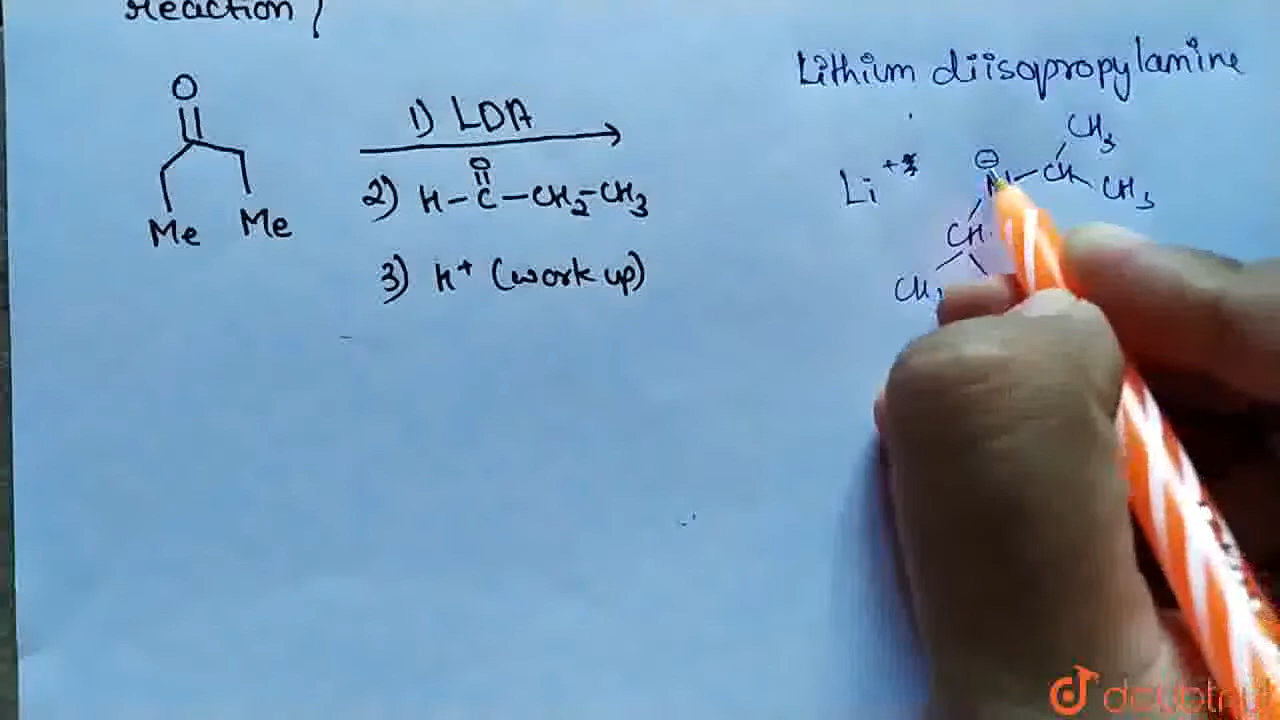 Reaction?
O
Me Me
1) LDA
2) H-C-CH2-CH3
O
3) H+ (work up)
Lithium diisopropylamine
Li+
⊖
CH CH3
CH3
CH
CH3
doubtnut